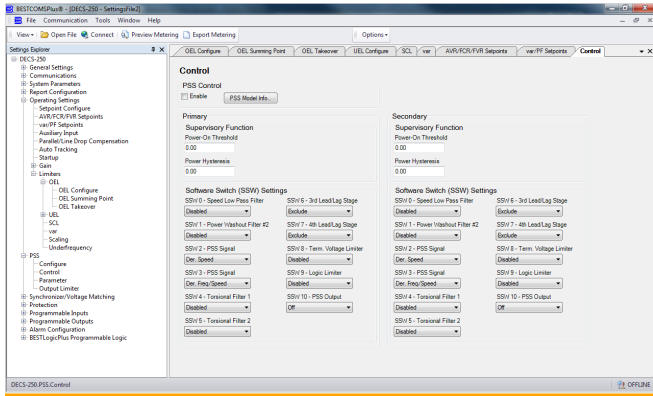 BESTCOMSPlus® - [DECS-250 - SettingsFile2]
File Communication Tools Window Help
View Open File Connect Preview Metering Export Metering Options
Settings Explorer
DECS-250
General Settings
Communications
System Parameters
Report Configuration
Operating Settings
Setpoint Configure
AVR/FCR/FVR Setpoints
var/PF Setpoints
Auxiliary Input
Parallel/Line Drop Compensation
Auto Tracking
Startup
Gain
Limiters
OEL
OEL Configure
OEL Summing Point
OEL Takeover
UEL
SCL
var
Scaling
Underfrequency
PSS
Configure
Control
Parameter
Output Limiter
Synchronizer/Voltage Matching
Protection
Programmable Inputs
Programmable Outputs
Alarm Configuration
BESTLogicPlus Programmable Logic
OEL Configure OEL Summing Point OEL Takeover UEL Configure SCL var AVR/FCR/FVR Setpoints var/PF Setpoints Control
Control
PSS Control
Enable PSS Model Info..
Primary
Supervisory Function
Power-On Threshold
0.00
Power Hysteresis
0.00
Software Switch (SSW) Settings
SSW 0 - Speed Low Pass Filter SSW 6 - 3rd Lead/Lag Stage
Disabled Exclude
SSW 1 - Power Washout Filter #2 SSW 7 - 4th Lead/Lag Stage
Disabled Exclude
SSW 2 - PSS Signal SSW 8 - Term. Voltage Limiter
Der. Speed Disabled
SSW 3 - PSS Signal SSW 9 - Logic Limiter
Der. Freq/Speed Disabled
SSW 4 - Torsional Filter 1 SSW 10 - PSS Output
Disabled Off
SSW 5 - Torsional Filter 2
Disabled
Secondary
Supervisory Function
Power-On Threshold
0.00
Power Hysteresis
0.00
Software Switch (SSW) Settings
SSW 0 - Speed Low Pass Filter SSW 6 - 3rd Lead/Lag Stage
Disabled Exclude
SSW 1 - Power Washout Filter #2 SSW 7 - 4th Lead/Lag Stage
Disabled Exclude
SSW 2 - PSS Signal SSW 8 - Term. Voltage Limiter
Der. Speed Disabled
SSW 3 - PSS Signal SSW 9 - Logic Limiter
Der. Freq/Speed Disabled
SSW 4 - Torsional Filter 1 SSW 10 - PSS Output
Disabled Off
SSW 5 - Torsional Filter 2
Disabled
DECS-250.PSS.Control OFFLINE